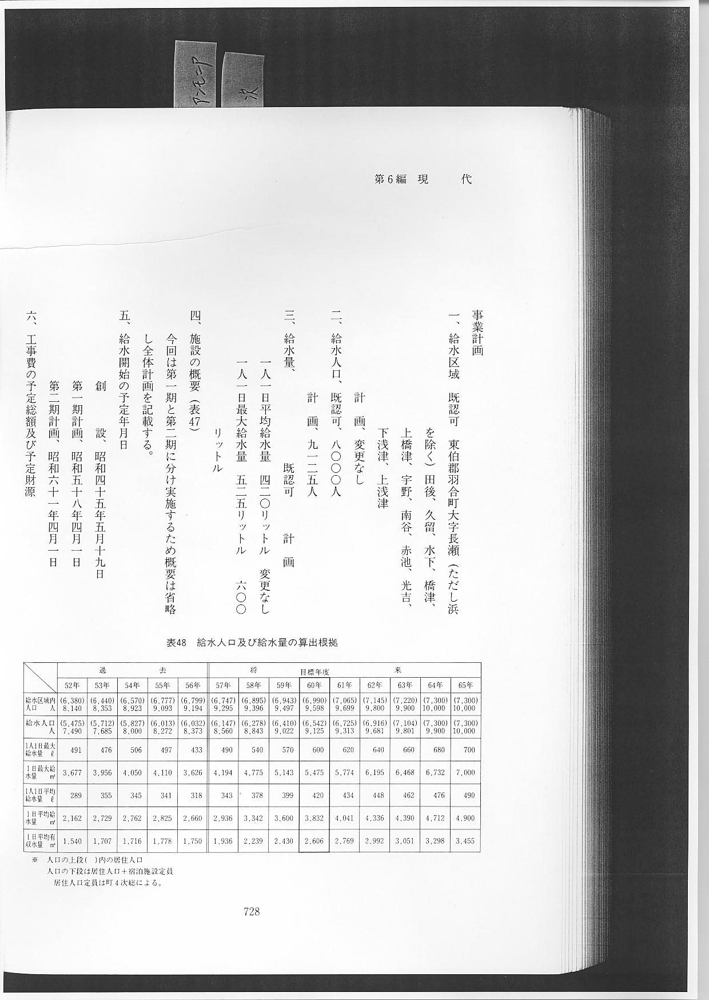 アンモニア
次
第6編　現　　代
事業計画
一、給水区域　既認可　東伯郡羽合町大字長瀬（ただし浜
を除く）田後、久留、水下、橋津、
上橋津、宇野、南谷、赤池、光吉、
下浅津、上浅津
計　画、変更なし
二、給水人口、既認可、八〇〇〇人
計　画、九一二五人
三、給水量、　　　　　　既認可　　　計　画
一人一日平均給水量　四二〇リットル　変更なし
一人一日最大給水量　五二五リットル　　六〇〇
リットル
四、施設の概要（表47）
今回は第一期と第二期に分け実施するため概要は省略
し全体計画を記載する。
五、給水開始の予定年月日
創　　　設、昭和四十五年五月十九日
第一期計画、昭和五十八年四月一日
第二期計画、昭和六十一年四月一日
六、工事費の予定総額及び予定財源
表48　給水人口及び給水量の算出根拠
過　去　将　目標年度　来
52年 53年 54年 55年 56年 57年 58年 59年 60年 61年 62年 63年 64年 65年
給水区域内 (6,380) (6,440) (6,570) (6,777) (6,799) (6,747) (6,895) (6,943) (6,990) (7,065) (7,145) (7,220) (7,300) (7,300)
人口　人 8,140 8,353 8,923 9,093 9,194 9,295 9,396 9,497 9,598 9,699 9,800 9,900 10,000 10,000
給水人口 (5,475) (5,712) (5,827) (6,013) (6,032) (6,147) (6,278) (6,410) (6,542) (6,725) (6,916) (7,104) (7,300) (7,300)
人 7,490 7,685 8,000 8,272 8,373 8,560 8,843 9,022 9,125 9,313 9,681 9,801 9,900 10,000
1人1日最大
給水量　ℓ 491 476 506 497 433 490 540 570 600 620 640 660 680 700
1日最大給
水量　㎥ 3,677 3,956 4,050 4,110 3,626 4,194 4,775 5,143 5,475 5,774 6,195 6,468 6,732 7,000
1人1日平均
給水量　ℓ 289 355 345 341 318 343 378 399 420 434 448 462 476 490
1日平均給
水量　㎥ 2,162 2,729 2,762 2,825 2,660 2,936 3,342 3,600 3,832 4,041 4,336 4,390 4,712 4,900
1日平均有
収水量　㎥ 1,540 1,707 1,716 1,778 1,750 1,936 2,239 2,430 2,606 2,769 2,992 3,051 3,298 3,455
※　人口の上段(　)内の居住人口
人口の下段は居住人口＋宿泊施設定員
居住人口定員は町4次総による。
728